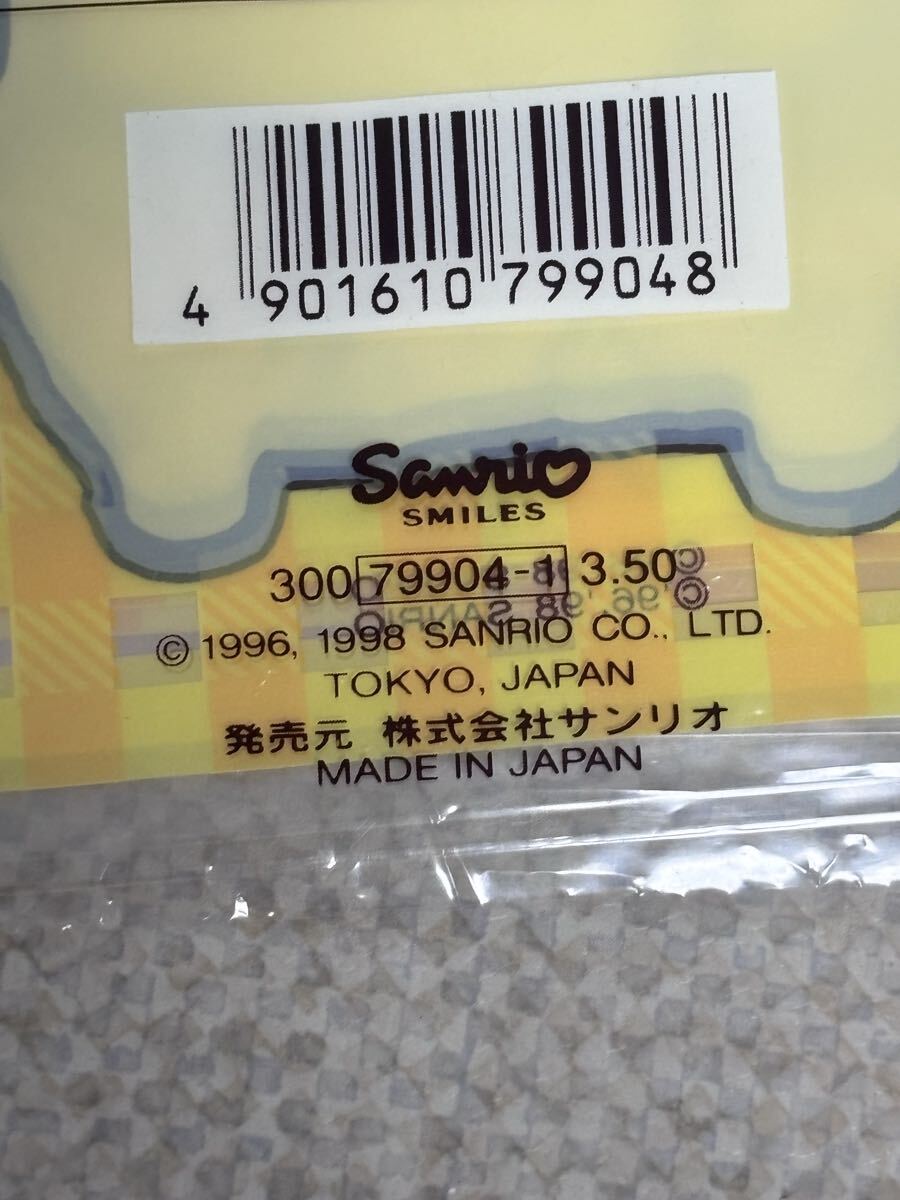 4 901610 799048
Sanrio
SMILES
300 79904-1 3.50
© 1996, 1998 SANRIO CO., LTD.
TOKYO, JAPAN
発売元 株式会社サンリオ
MADE IN JAPAN